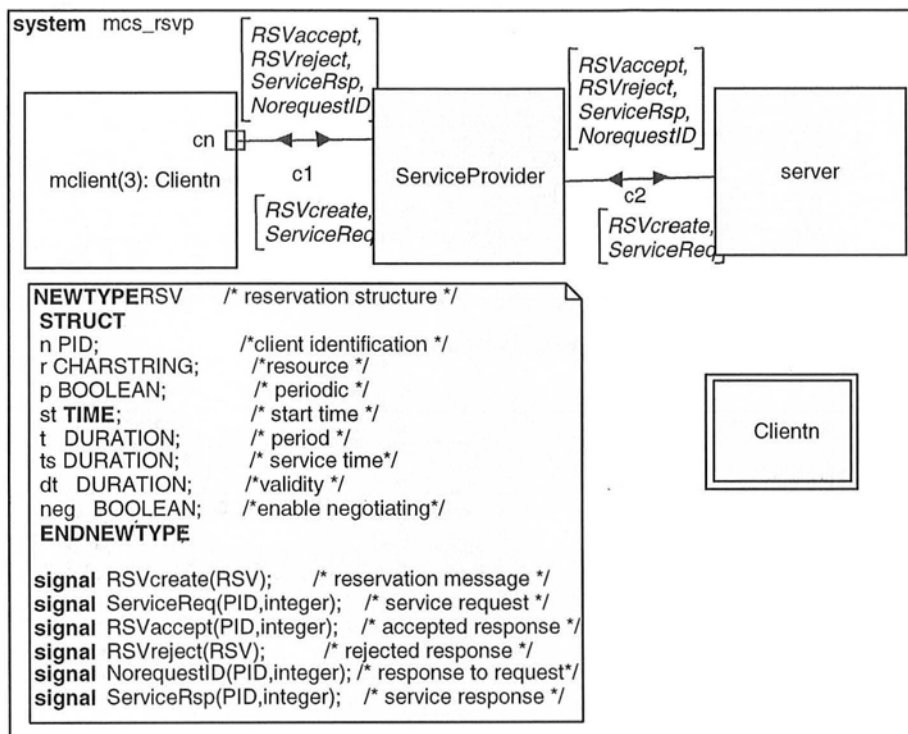 system mcs_rsvp
RSVaccept,
RSVreject,
ServiceRsp,
NorequestID
cn
mclient(3): Clientn
c1
RSVcreate,
ServiceReq
ServiceProvider
RSVaccept,
RSVreject,
ServiceRsp,
NorequestID
c2
RSVcreate,
ServiceReq
server
NEWTYPERSV /* reservation structure */
STRUCT
n PID; /*client identification */
r CHARSTRING; /*resource */
p BOOLEAN; /* periodic */
st TIME; /* start time */
t DURATION; /* period */
ts DURATION; /* service time*/
dt DURATION; /*validity */
neg BOOLEAN; /*enable negotiating*/
ENDNEWTYPE
signal RSVcreate(RSV); /* reservation message */
signal ServiceReq(PID,integer); /* service request */
signal RSVaccept(PID,integer); /* accepted response */
signal RSVreject(RSV); /* rejected response */
signal NorequestID(PID,integer); /* response to request*/
signal ServiceRsp(PID,integer); /* service response */
Clientn